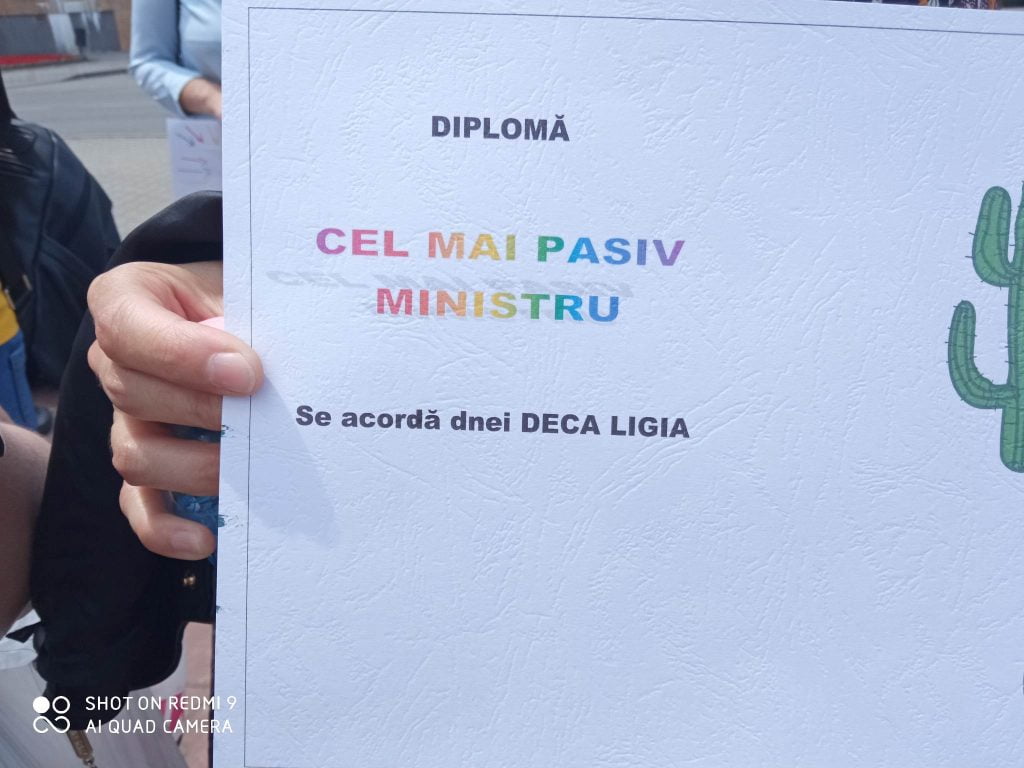 DIPLOMĂ
CEL MAI PASIV
MINISTRU
Se acordă dnei DECA LIGIA
SHOT ON REDMI 9
AI QUAD CAMERA